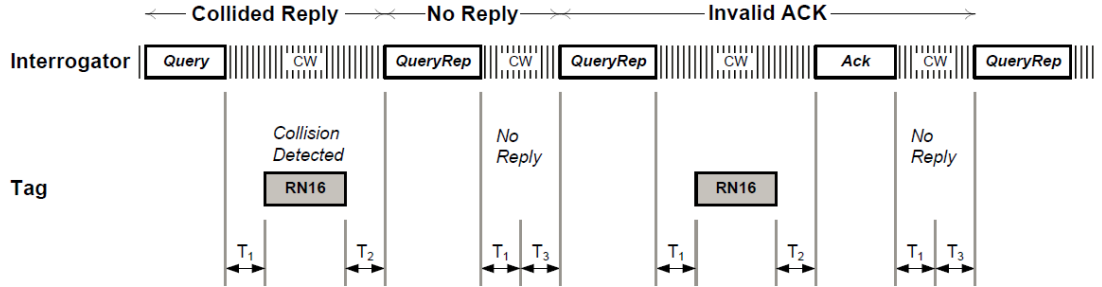 Collided Reply No Reply Invalid ACK
Interrogator Query CW QueryRep CW QueryRep CW Ack CW QueryRep
Collision No No
Detected Reply Reply
Tag RN16 RN16
T1 T2 T1 T3 T1 T2 T1 T3